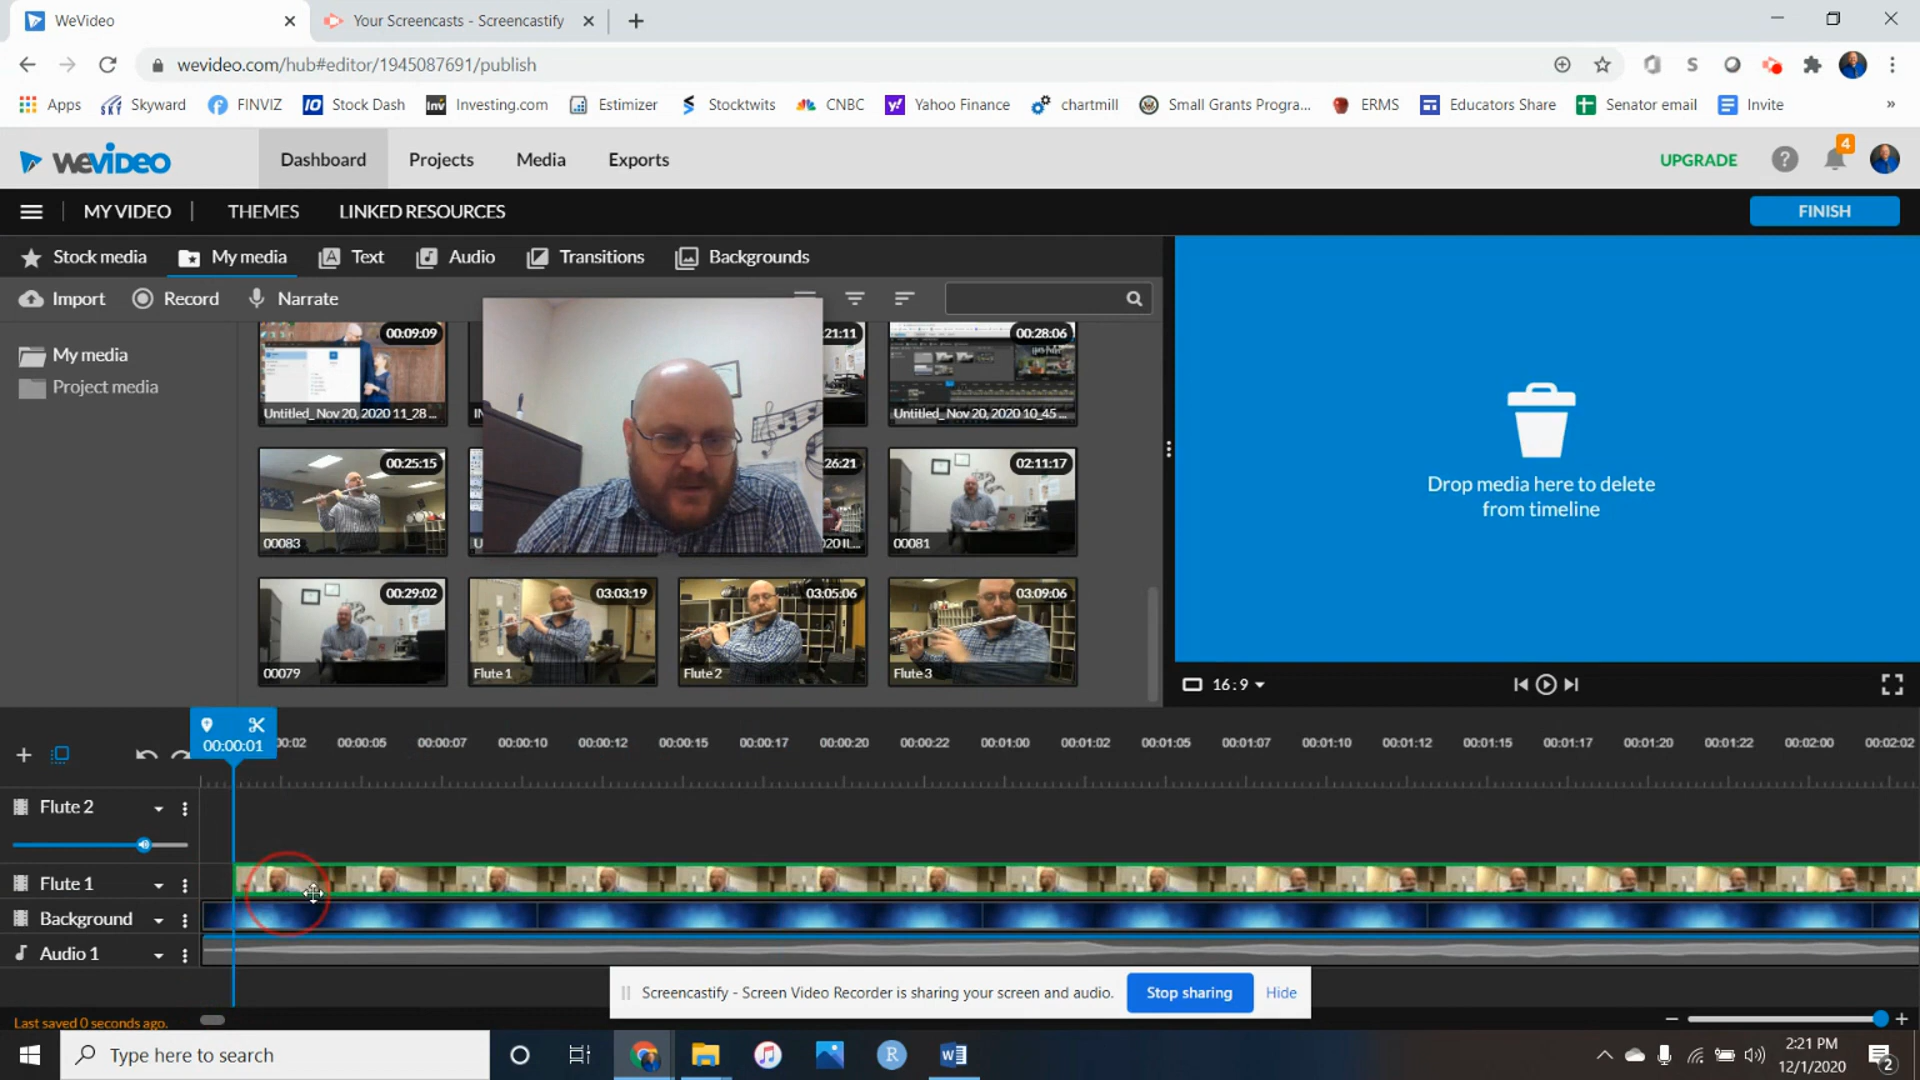 WeVideo
Your Screencasts - Screencastify
wevideo.com/hub#editor/1945087691/publish
Apps
Skyward
FINVIZ
Stock Dash
Investing.com
Estimizer
Stocktwits
CNBC
Yahoo Finance
chartmill
Small Grants Progra...
ERMS
Educators Share
Senator email
Invite
»
WeVIDEO
Dashboard
Projects
Media
Exports
UPGRADE
4
MY VIDEO
THEMES
LINKED RESOURCES
FINISH
Stock media
My media
Text
Audio
Transitions
Backgrounds
Import
Record
Narrate
My media
Project media
00:09:09
21:11
00:28:06
Untitled_ Nov 20, 2020 11_28 ...
Untitled_ Nov 20, 2020 10_45 ...
00:25:15
26:21
02:11:17
00083
00081
00:29:02
03:03:19
03:05:06
03:09:06
00079
Flute 1
Flute 2
Flute 3
Drop media here to delete
from timeline
16:9
00:00:01
00:02
00:00:05
00:00:07
00:00:10
00:00:12
00:00:15
00:00:17
00:00:20
00:00:22
00:01:00
00:01:02
00:01:05
00:01:07
00:01:10
00:01:12
00:01:15
00:01:17
00:01:20
00:01:22
00:02:00
00:02:02
Flute 2
Flute 1
Background
Audio 1
Screencastify - Screen Video Recorder is sharing your screen and audio.
Stop sharing
Hide
Last saved 0 seconds ago.
Type here to search
2:21 PM
12/1/2020
2